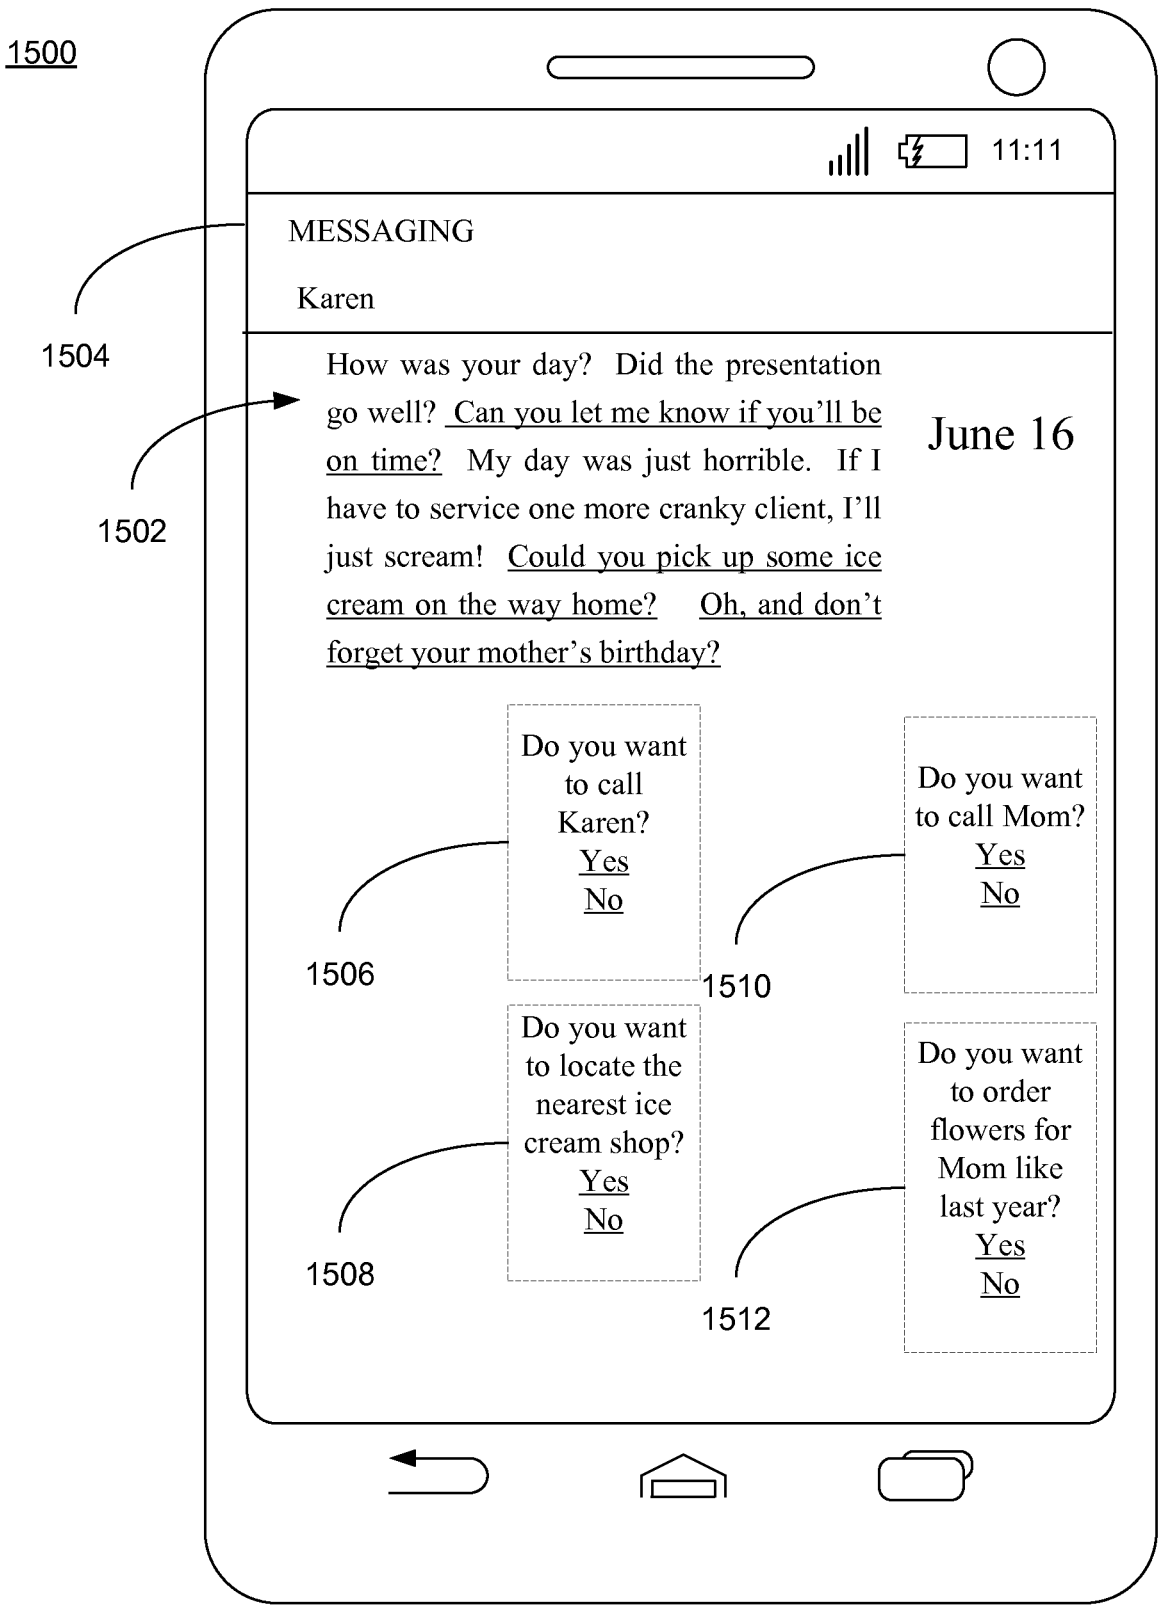 1500
11:11
MESSAGING
Karen
1504
How was your day? Did the presentation
go well? Can you let me know if you’ll be
on time? My day was just horrible. If I
have to service one more cranky client, I’ll
just scream! Could you pick up some ice
cream on the way home? Oh, and don’t
forget your mother’s birthday?
June 16
1502
Do you want
to call
Karen?
Yes
No
1506
Do you want
to call Mom?
Yes
No
1510
Do you want
to locate the
nearest ice
cream shop?
Yes
No
1508
Do you want
to order
flowers for
Mom like
last year?
Yes
No
1512